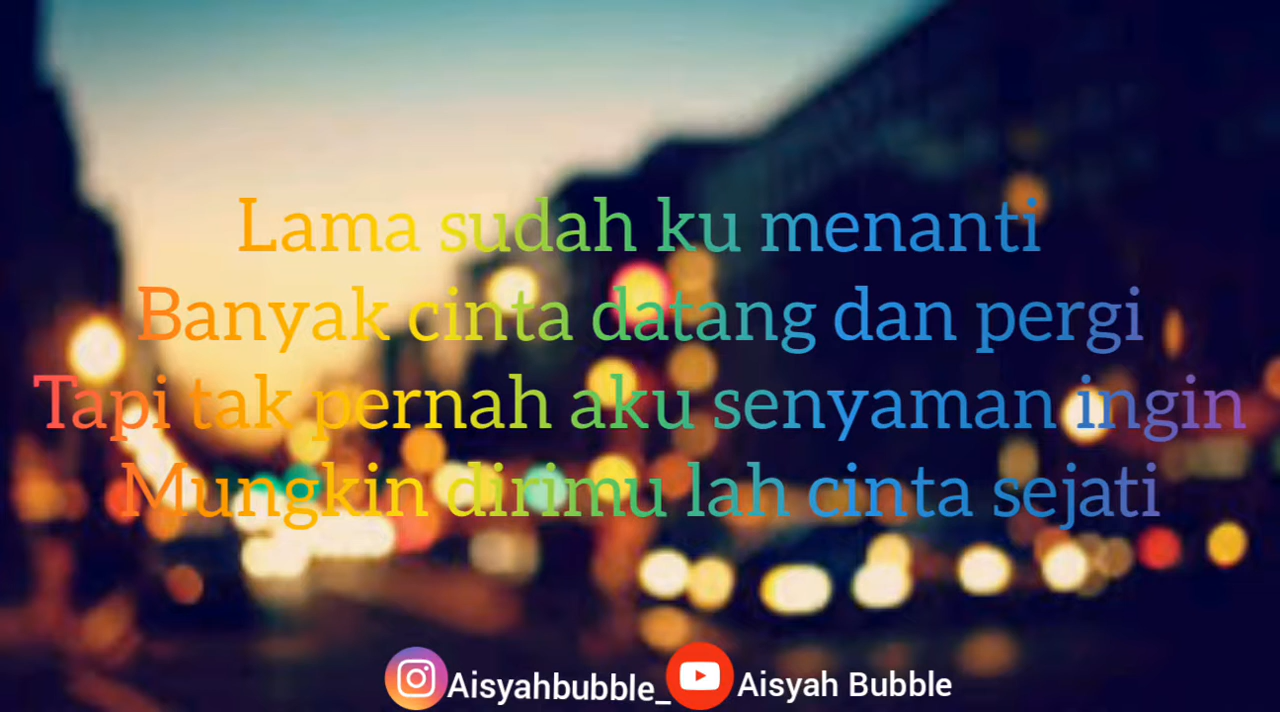 Lama sudah ku menanti
Banyak cinta datang dan pergi
Tapi tak pernah aku senyaman ingin
Mungkin dirimu lah cinta sejati
Aisyahbubble_ Aisyah Bubble